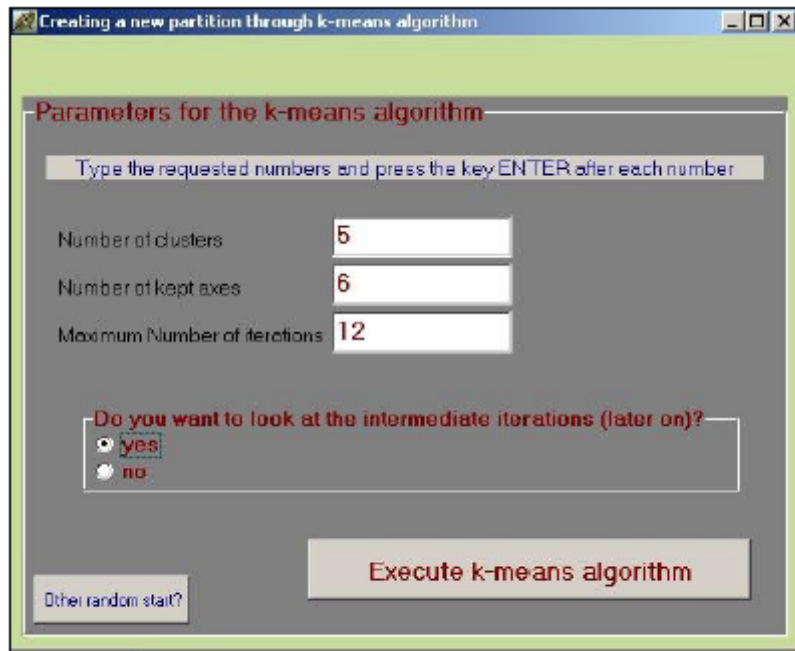 Creating a new partition through k-means algorithm
Parameters for the k-means algorithm
Type the requested numbers and press the key ENTER after each number
Number of clusters 5
Number of kept axes 6
Maximum Number of iterations 12
Do you want to look at the intermediate iterations (later on)?
yes
no
Execute k-means algorithm
Other random start?